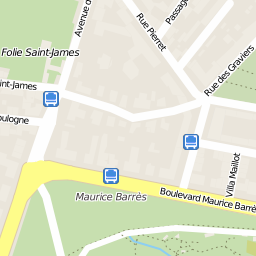 Avenue d
Rue Pierret
Passage
Folie Saint-James
Rue des Graviers
int-James
oulogne
Villa Maillot
Maurice Barrès
Boulevard Maurice Barrè